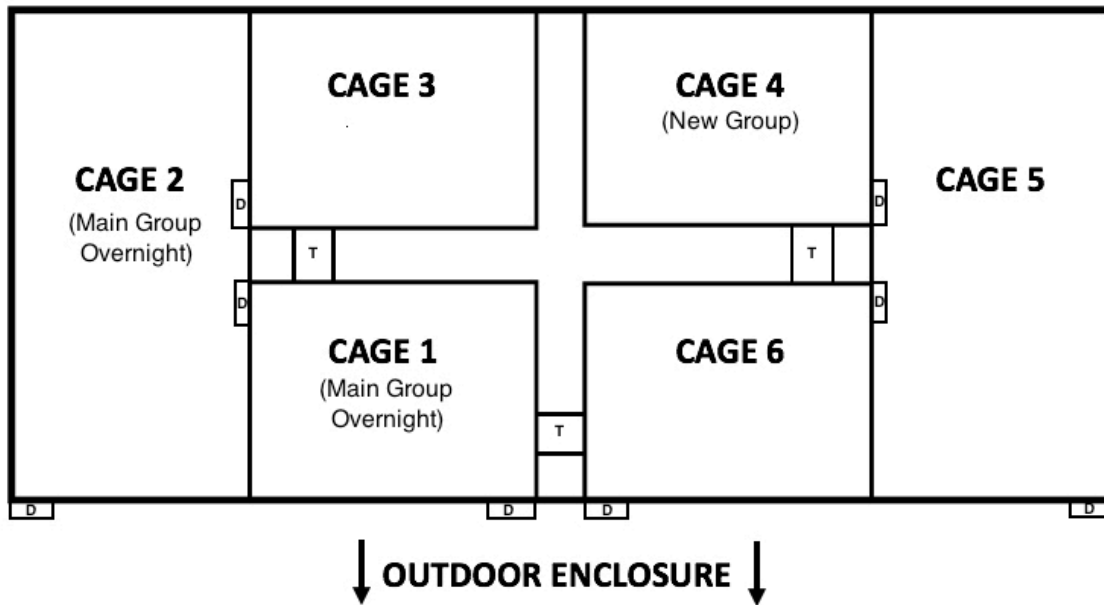 CAGE 3
CAGE 4
(New Group)
CAGE 2
(Main Group
Overnight)
CAGE 5
D
D
T
T
D
D
CAGE 1
(Main Group
Overnight)
CAGE 6
T
D
D
D
D
OUTDOOR ENCLOSURE